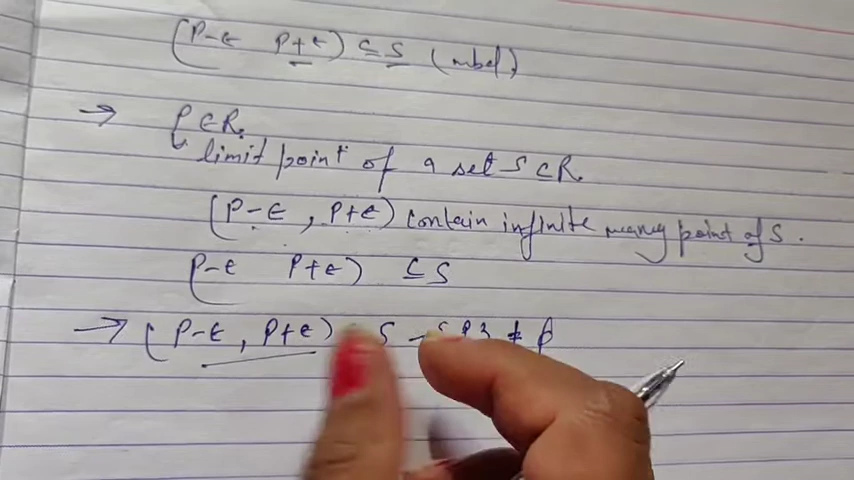 (P-ε P+ε) ⊆ S (nbd)
→ P ∈ R.
limit point of a set S ⊂ R.
(P-ε, P+ε) contain infinite many point of S.
P-ε P+ε) ⊆ S
→ (P-ε, P+ε) S - {P} ≠ φ